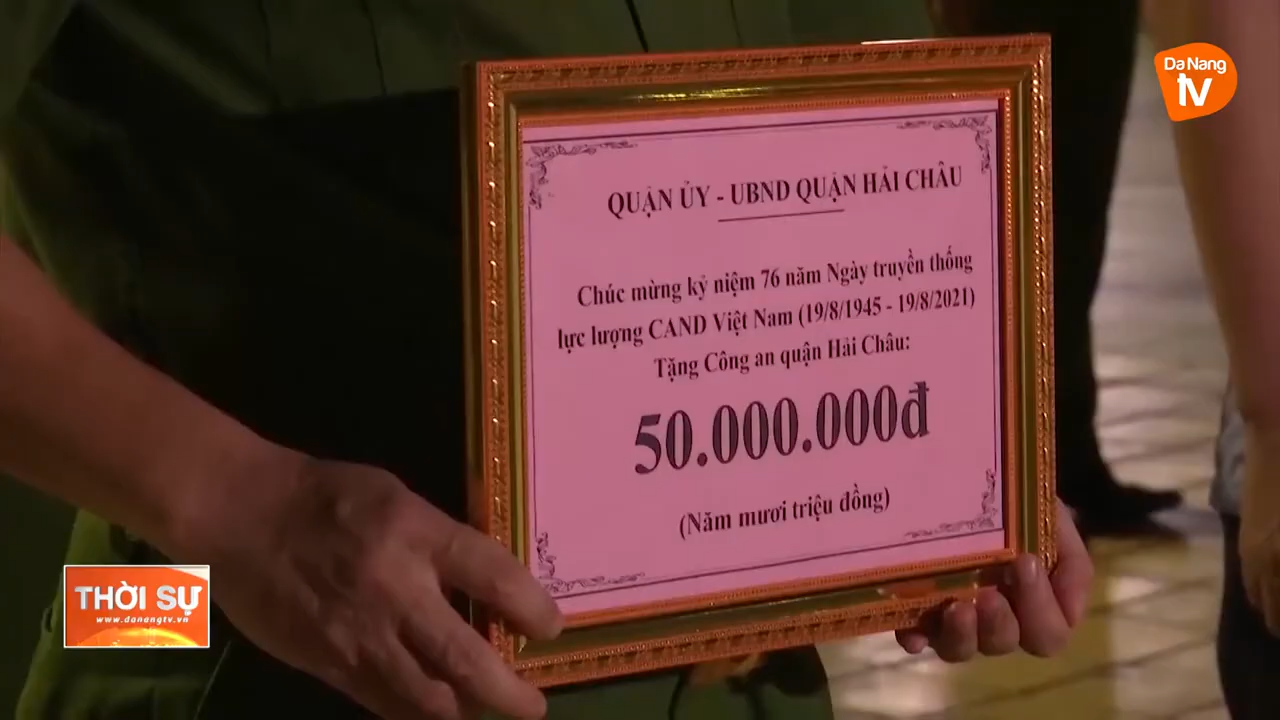 Da Nang
tv
QUẬN ỦY - UBND QUẬN HẢI CHÂU
Chúc mừng kỷ niệm 76 năm Ngày truyền thống
lực lượng CAND Việt Nam (19/8/1945 - 19/8/2021)
Tặng Công an quận Hải Châu:
50.000.000đ
(Năm mươi triệu đồng)
THỜI SỰ
www.danangtv.vn